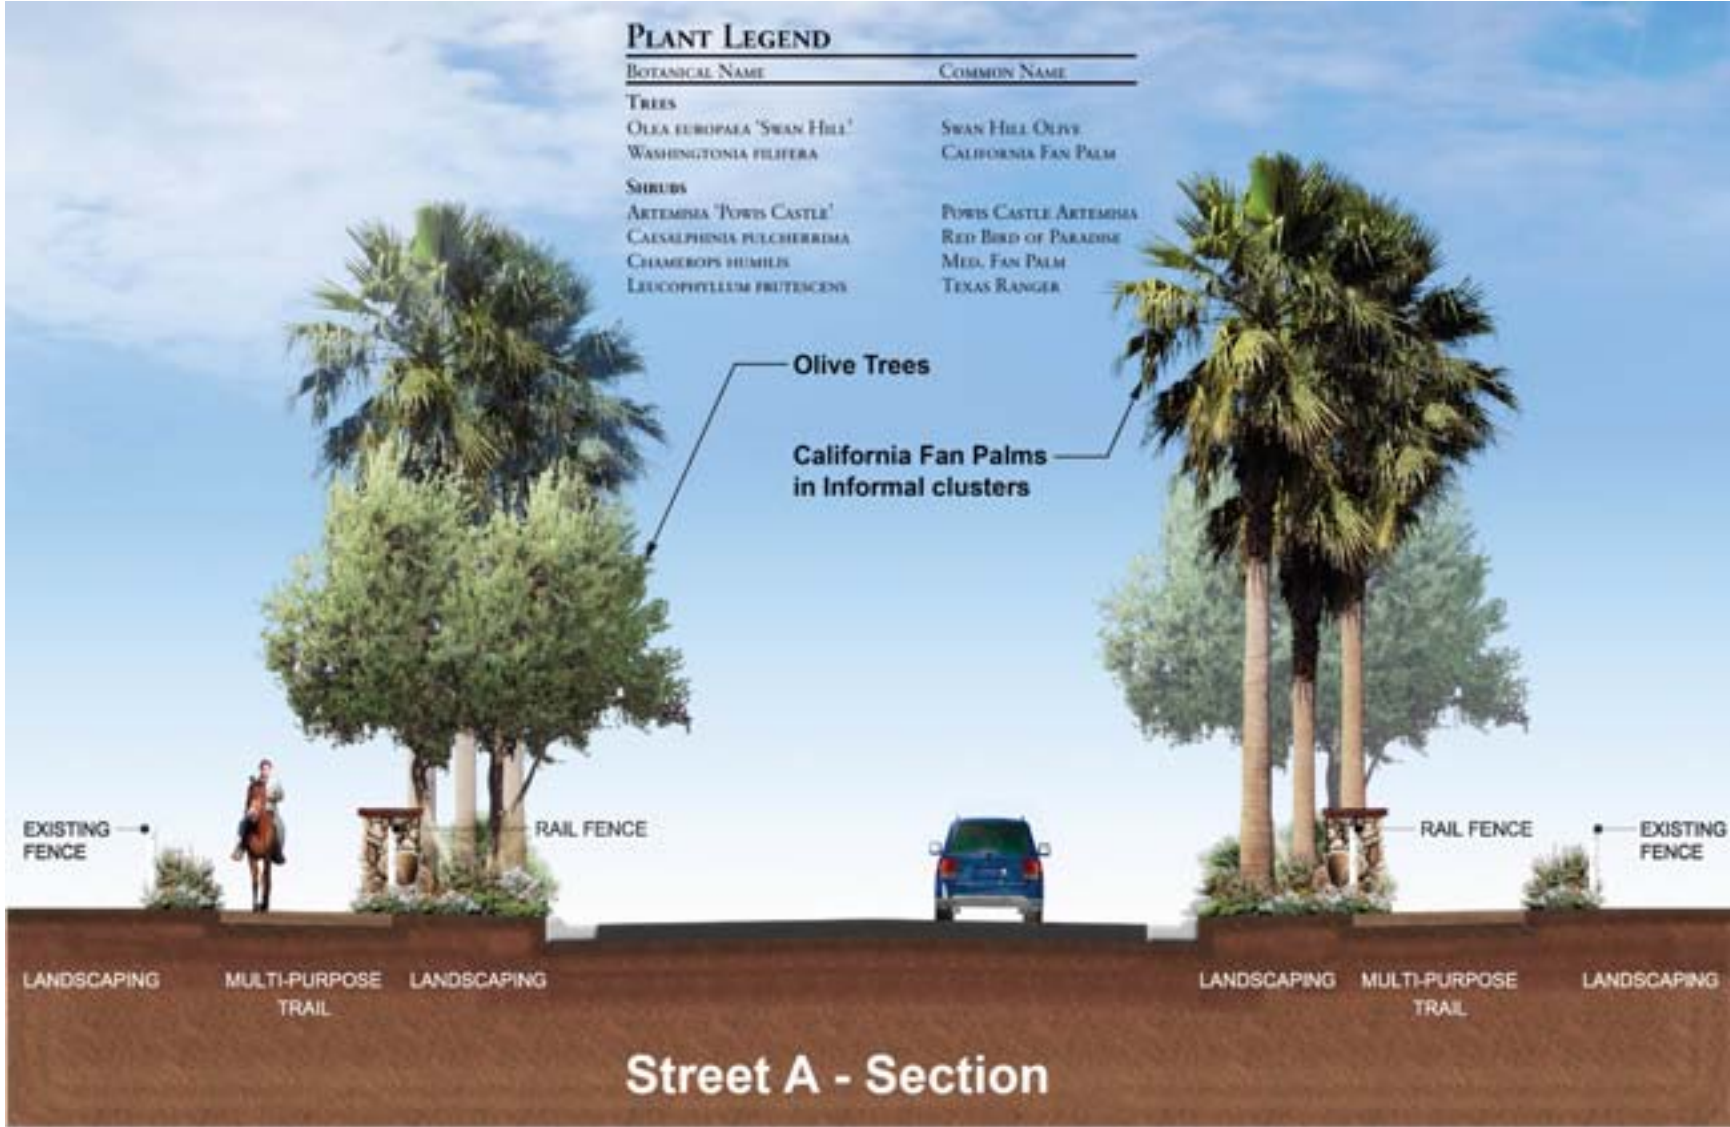 PLANT LEGEND
BOTANICAL NAME COMMON NAME
TREES
OLEA EUROPAEA 'SWAN HILL' SWAN HILL OLIVE
WASHINGTONIA FILIFERA CALIFORNIA FAN PALM
SHRUBS
ARTEMISIA 'POWIS CASTLE' POWIS CASTLE ARTEMISIA
CAESALPHINIA PULCHERRIMA RED BIRD OF PARADISE
CHAMEROPS HUMILIS MED. FAN PALM
LEUCOPHYLLUM FRUTESCENS TEXAS RANGER
Olive Trees
California Fan Palms
in Informal clusters
EXISTING
FENCE
RAIL FENCE
RAIL FENCE
EXISTING
FENCE
LANDSCAPING
MULTI-PURPOSE
TRAIL
LANDSCAPING
LANDSCAPING
MULTI-PURPOSE
TRAIL
LANDSCAPING
Street A - Section